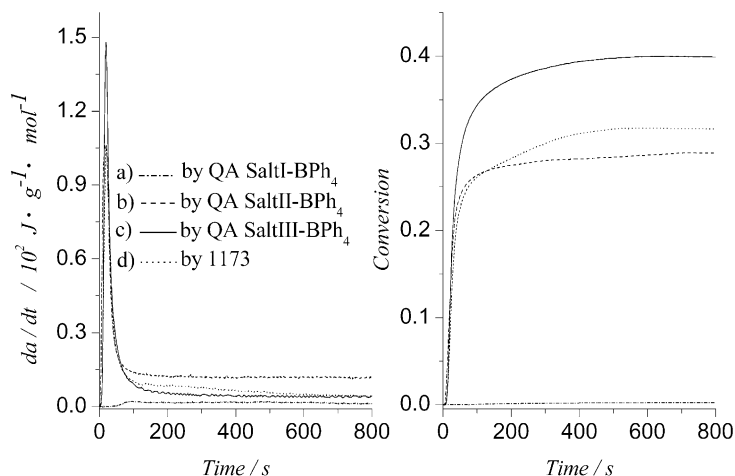 1.5
1.2
0.9
0.6
0.3
0.0
da / dt / 10² J · g⁻¹ · mol⁻¹
a) by QA SaltI-BPh₄
b) by QA SaltII-BPh₄
c) by QA SaltIII-BPh₄
d) by 1173
0 200 400 600 800
Time / s
0.4
0.3
0.2
0.1
0.0
Conversion
0 200 400 600 800
Time / s